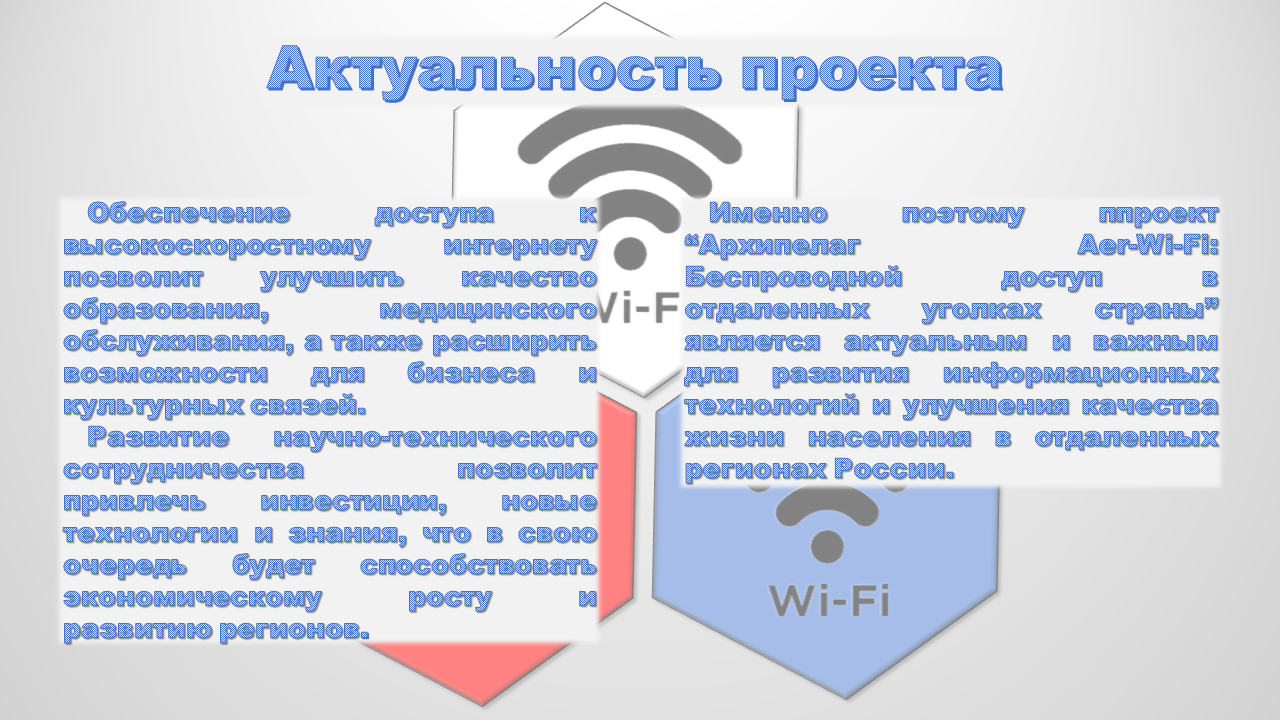 Актуальность проекта
Обеспечение доступа к
высокоскоростному интернету
позволит улучшить качество
образования, медицинского
обслуживания, а также расширить
возможности для бизнеса и
культурных связей.
Развитие научно-технического
сотрудничества позволит
привлечь инвестиции, новые
технологии и знания, что в свою
очередь будет способствовать
экономическому росту и
развитию регионов.
Именно поэтому ппроект
“Архипелаг Aer-Wi-Fi:
Беспроводной доступ в
отдаленных уголках страны”
является актуальным и важным
для развития информационных
технологий и улучшения качества
жизни населения в отдаленных
регионах России.
Wi-Fi
Wi-Fi